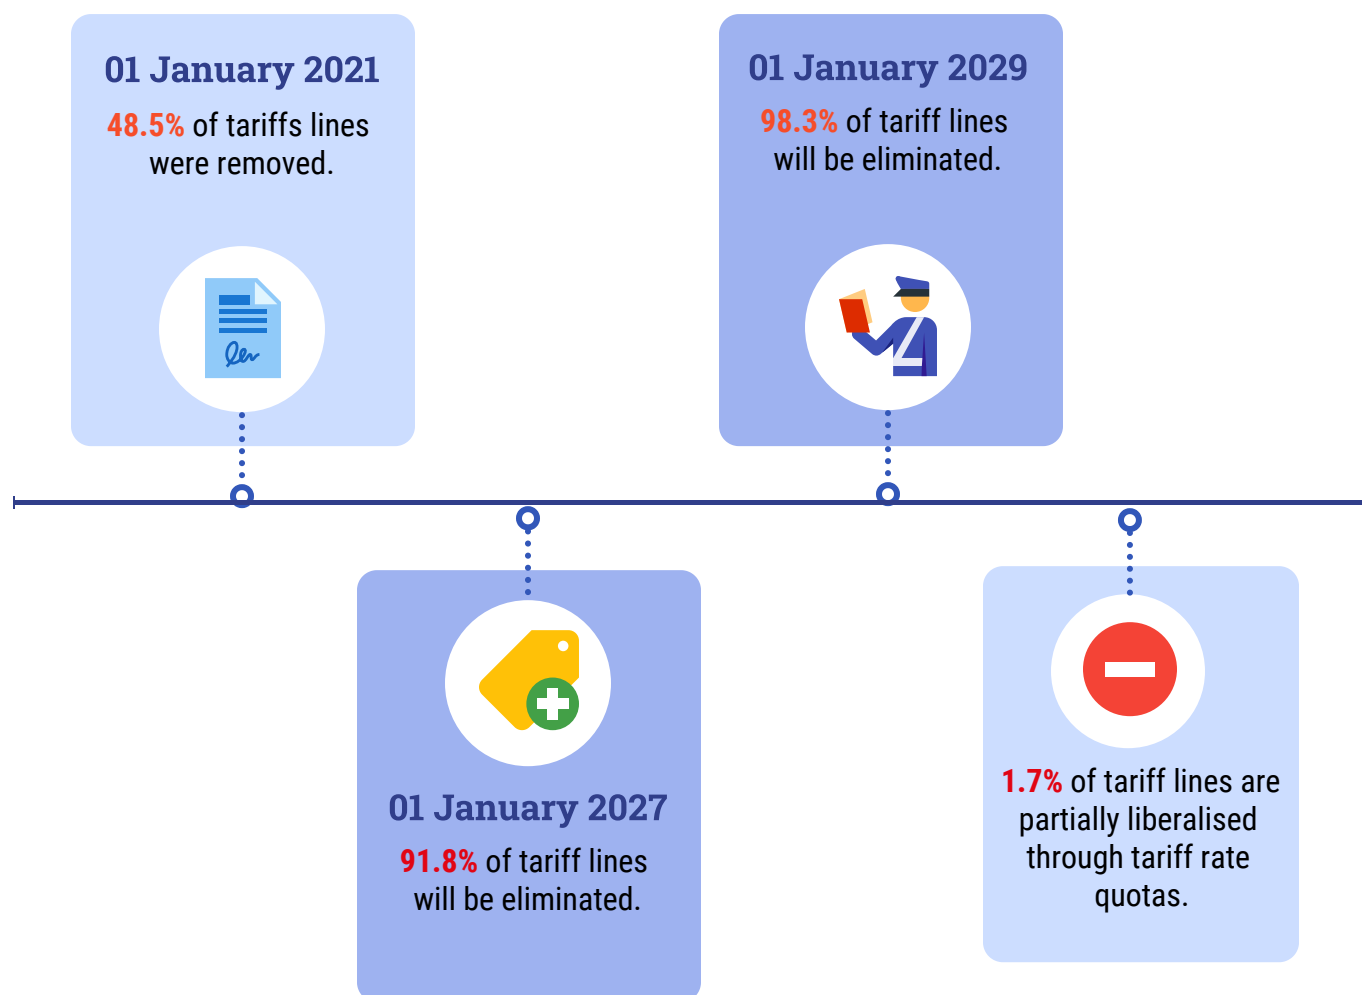 01 January 2021
48.5% of tariffs lines
were removed.
01 January 2027
91.8% of tariff lines
will be eliminated.
01 January 2029
98.3% of tariff lines
will be eliminated.
1.7% of tariff lines are
partially liberalised
through tariff rate
quotas.